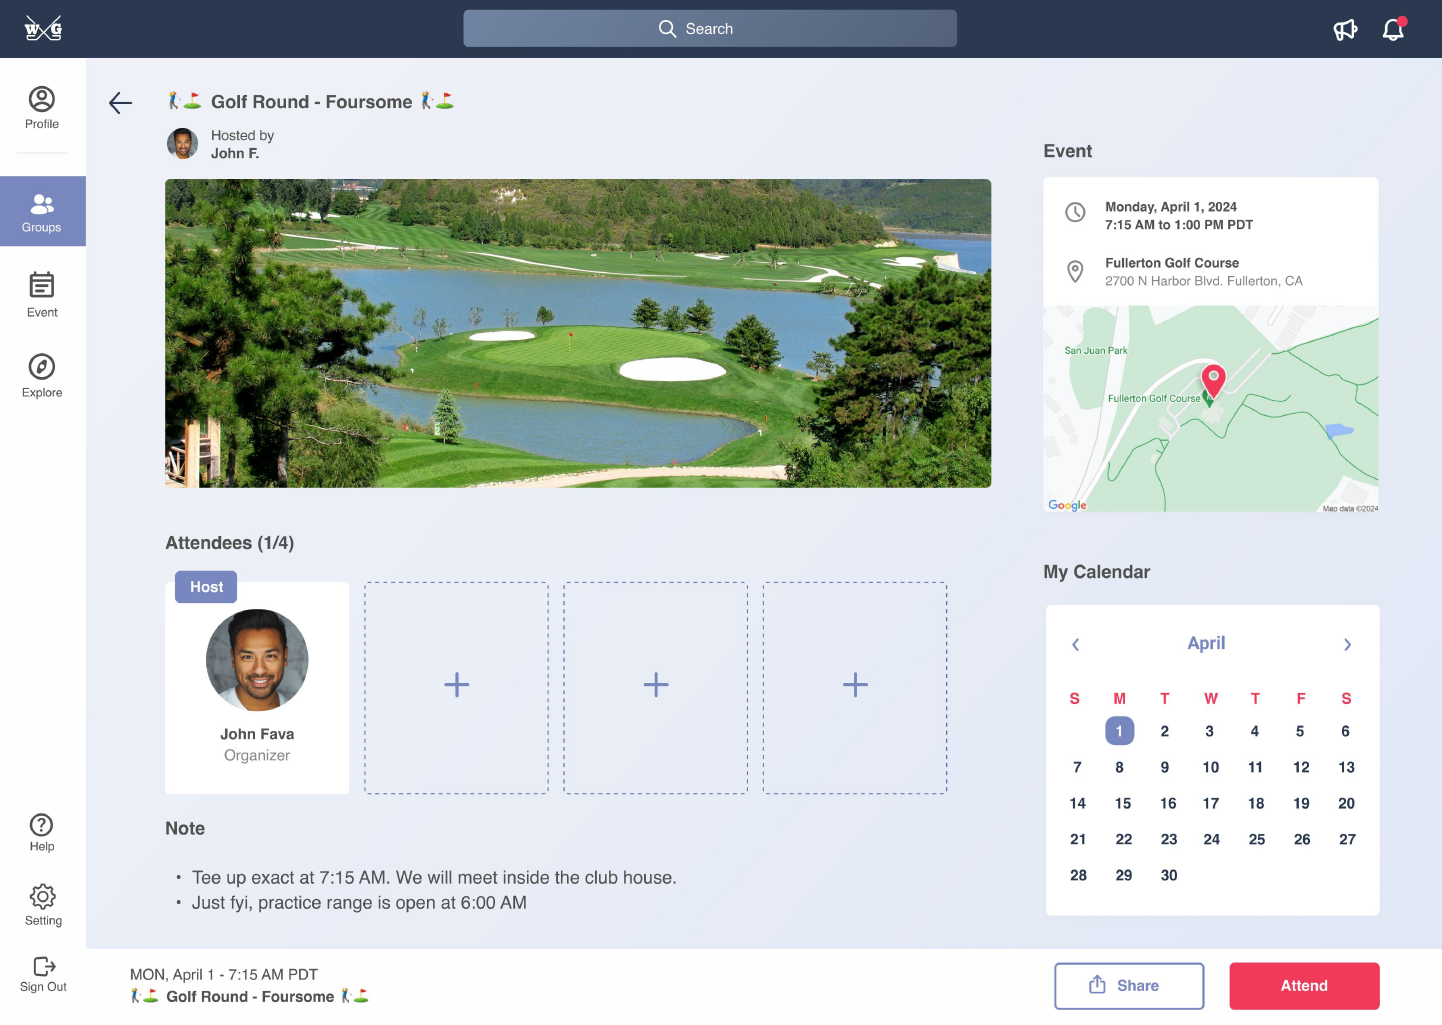 WG
Search
Profile
Groups
Event
Explore
Help
Setting
Sign Out
Golf Round - Foursome
Hosted by
John F.
Attendees (1/4)
Host
John Fava
Organizer
Note
• Tee up exact at 7:15 AM. We will meet inside the club house.
• Just fyi, practice range is open at 6:00 AM
Event
Monday, April 1, 2024
7:15 AM to 1:00 PM PDT
Fullerton Golf Course
2700 N Harbor Blvd. Fullerton, CA
San Juan Park
Fullerton Golf Course
Google
Map data ©2024
My Calendar
April
S M T W T F S
1 2 3 4 5 6
7 8 9 10 11 12 13
14 15 16 17 18 19 20
21 22 23 24 25 26 27
28 29 30
MON, April 1 - 7:15 AM PDT
Golf Round - Foursome
Share
Attend